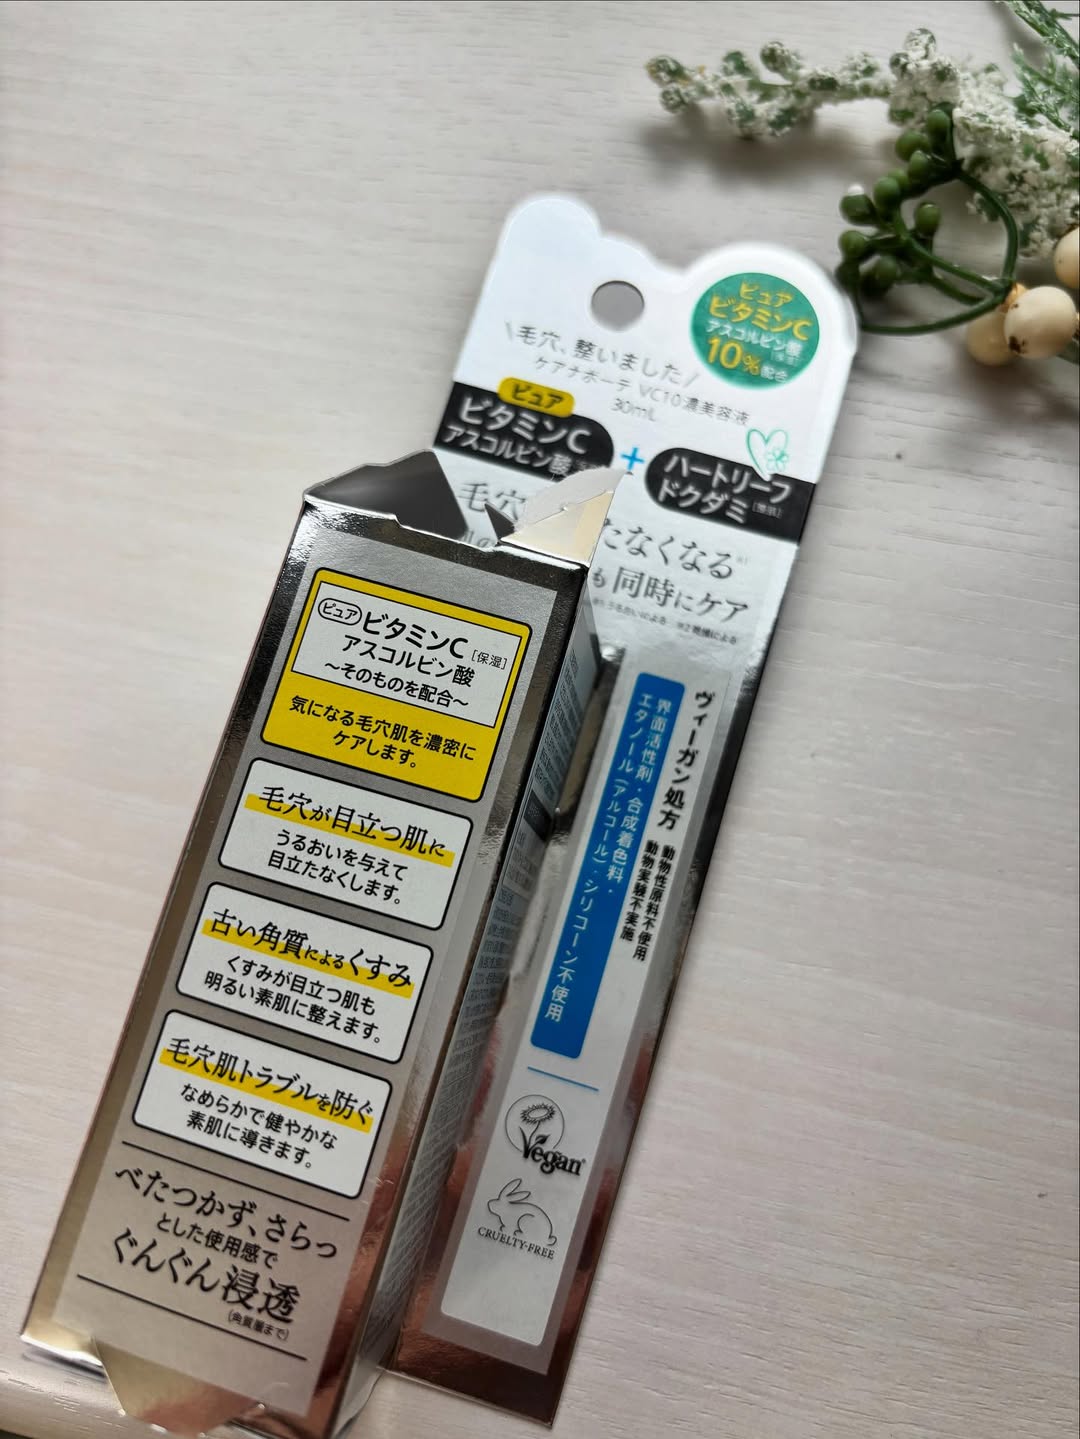 ピュア
ビタミンC
アスコルビン酸
10%配合
\毛穴、整いました/
ケアナボーテ VC10濃美容液
30mL
ピュア
ビタミンC
アスコルビン酸
+
ハートリーフ
ドクダミ[整肌]
毛穴
たなくなる
も同時にケア
ヴィーガン処方
動物性原料不使用
動物実験不実施
界面活性剤・合成着色料・
エタノール(アルコール)・シリコーン不使用
Vegan
CRUELTY-FREE
ピュア ビタミンC
アスコルビン酸 [保湿]
~そのものを配合~
気になる毛穴肌を濃密に
ケアします。
毛穴が目立つ肌に
うるおいを与えて
目立たなくします。
古い角質によるくすみ
くすみが目立つ肌も
明るい素肌に整えます。
毛穴肌トラブルを防ぐ
なめらかで健やかな
素肌に導きます。
べたつかず、さらっ
とした使用感で
ぐんぐん浸透
(角質層まで)